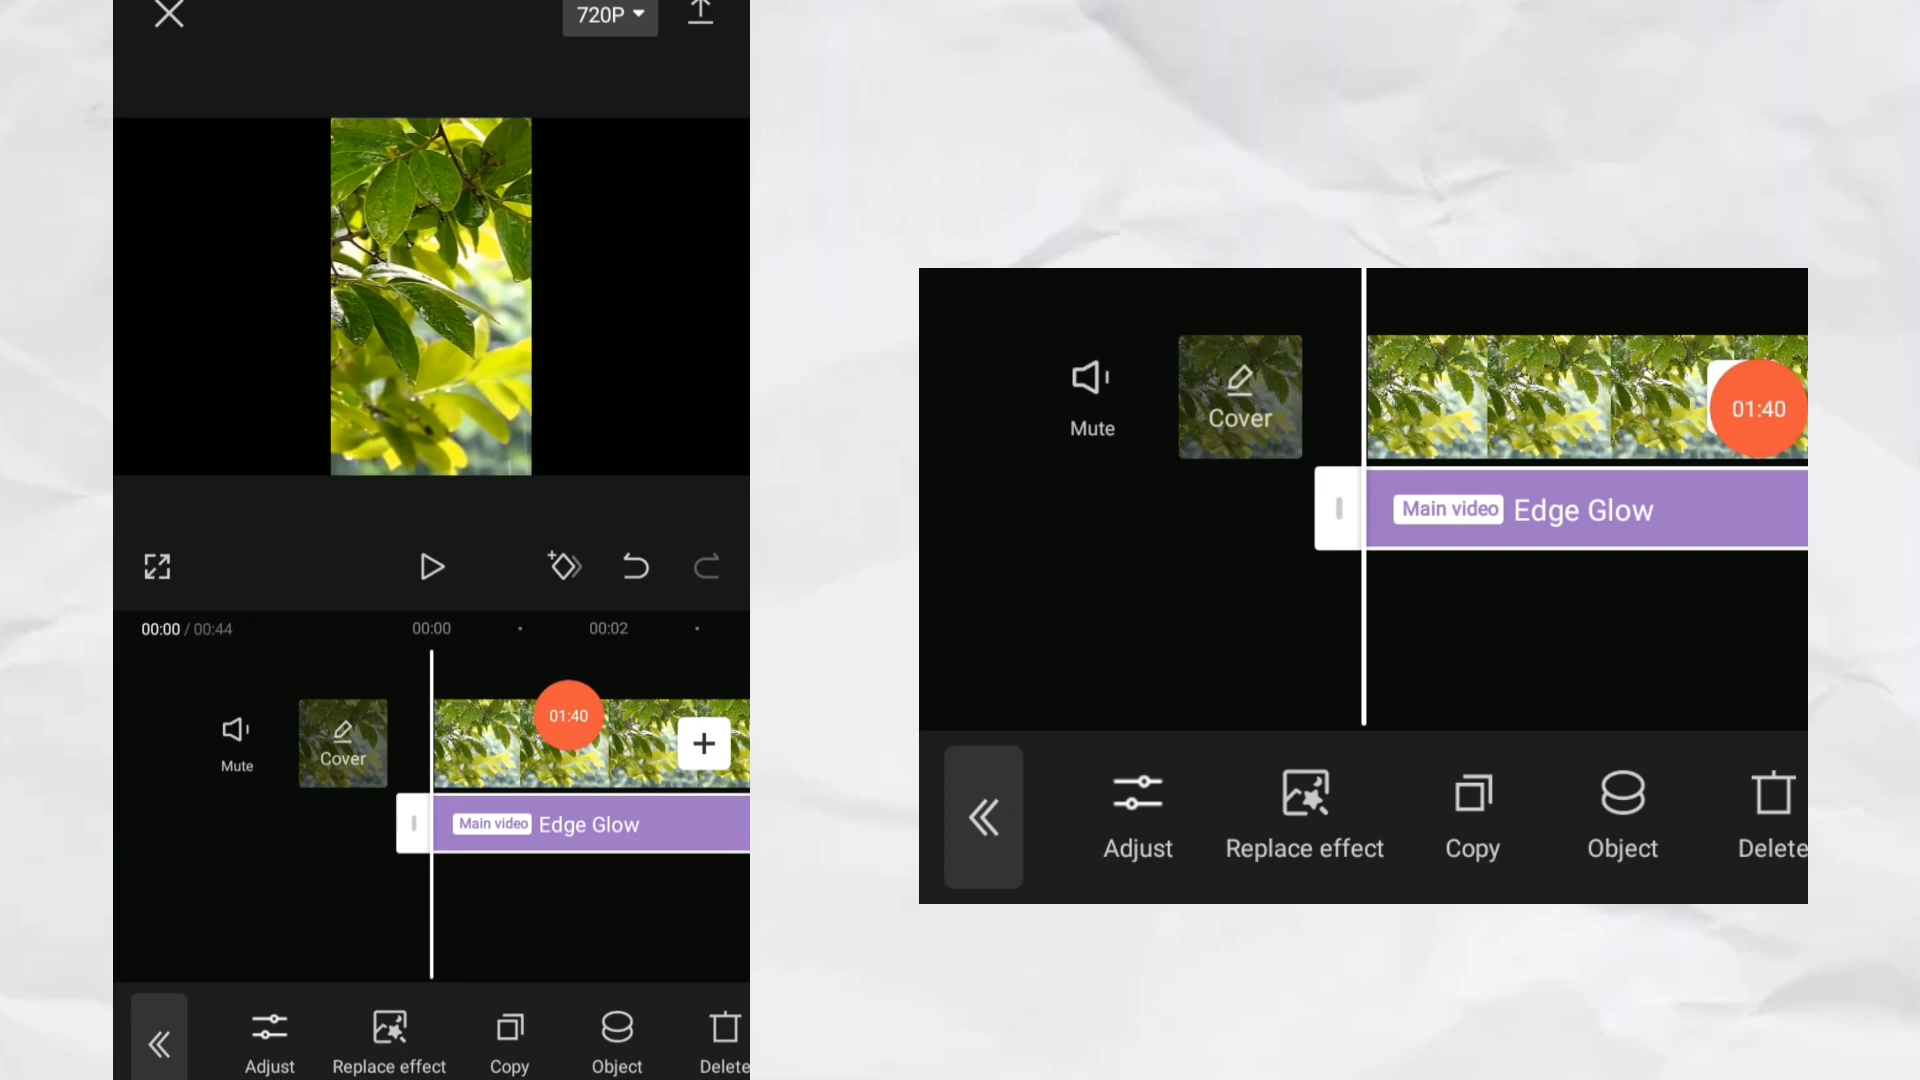 720P
00:00 / 00:44
00:00
00:02
01:40
Mute
Cover
Main video Edge Glow
Adjust
Replace effect
Copy
Object
Delete
Mute
Cover
01:40
Main video Edge Glow
Adjust
Replace effect
Copy
Object
Delete